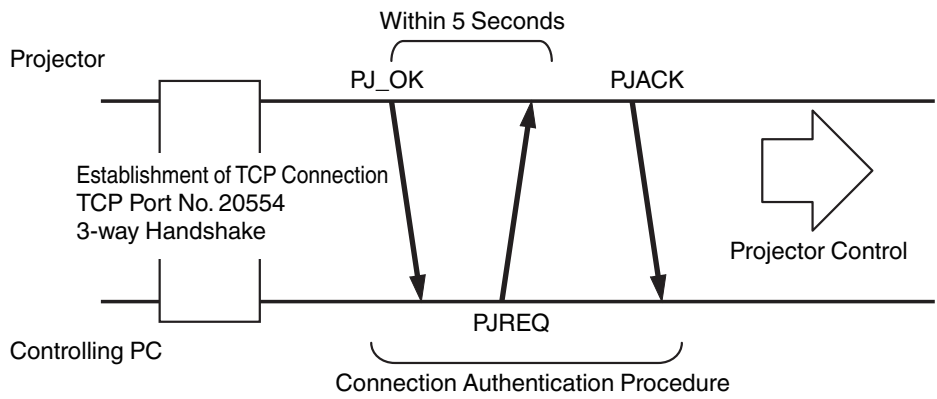 Within 5 Seconds
Projector
PJ_OK
PJACK
Establishment of TCP Connection
TCP Port No. 20554
3-way Handshake
Projector Control
PJREQ
Controlling PC
Connection Authentication Procedure